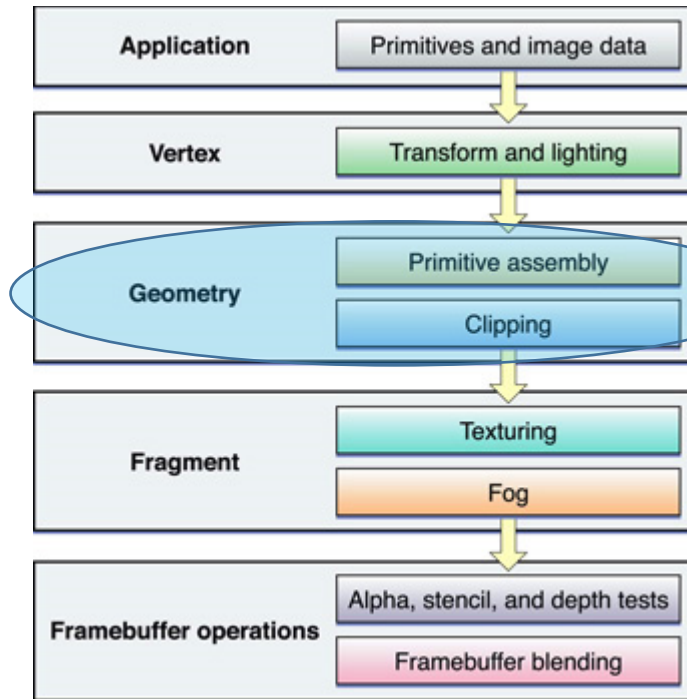 Application
Primitives and image data
Vertex
Transform and lighting
Geometry
Primitive assembly
Clipping
Fragment
Texturing
Fog
Framebuffer operations
Alpha, stencil, and depth tests
Framebuffer blending